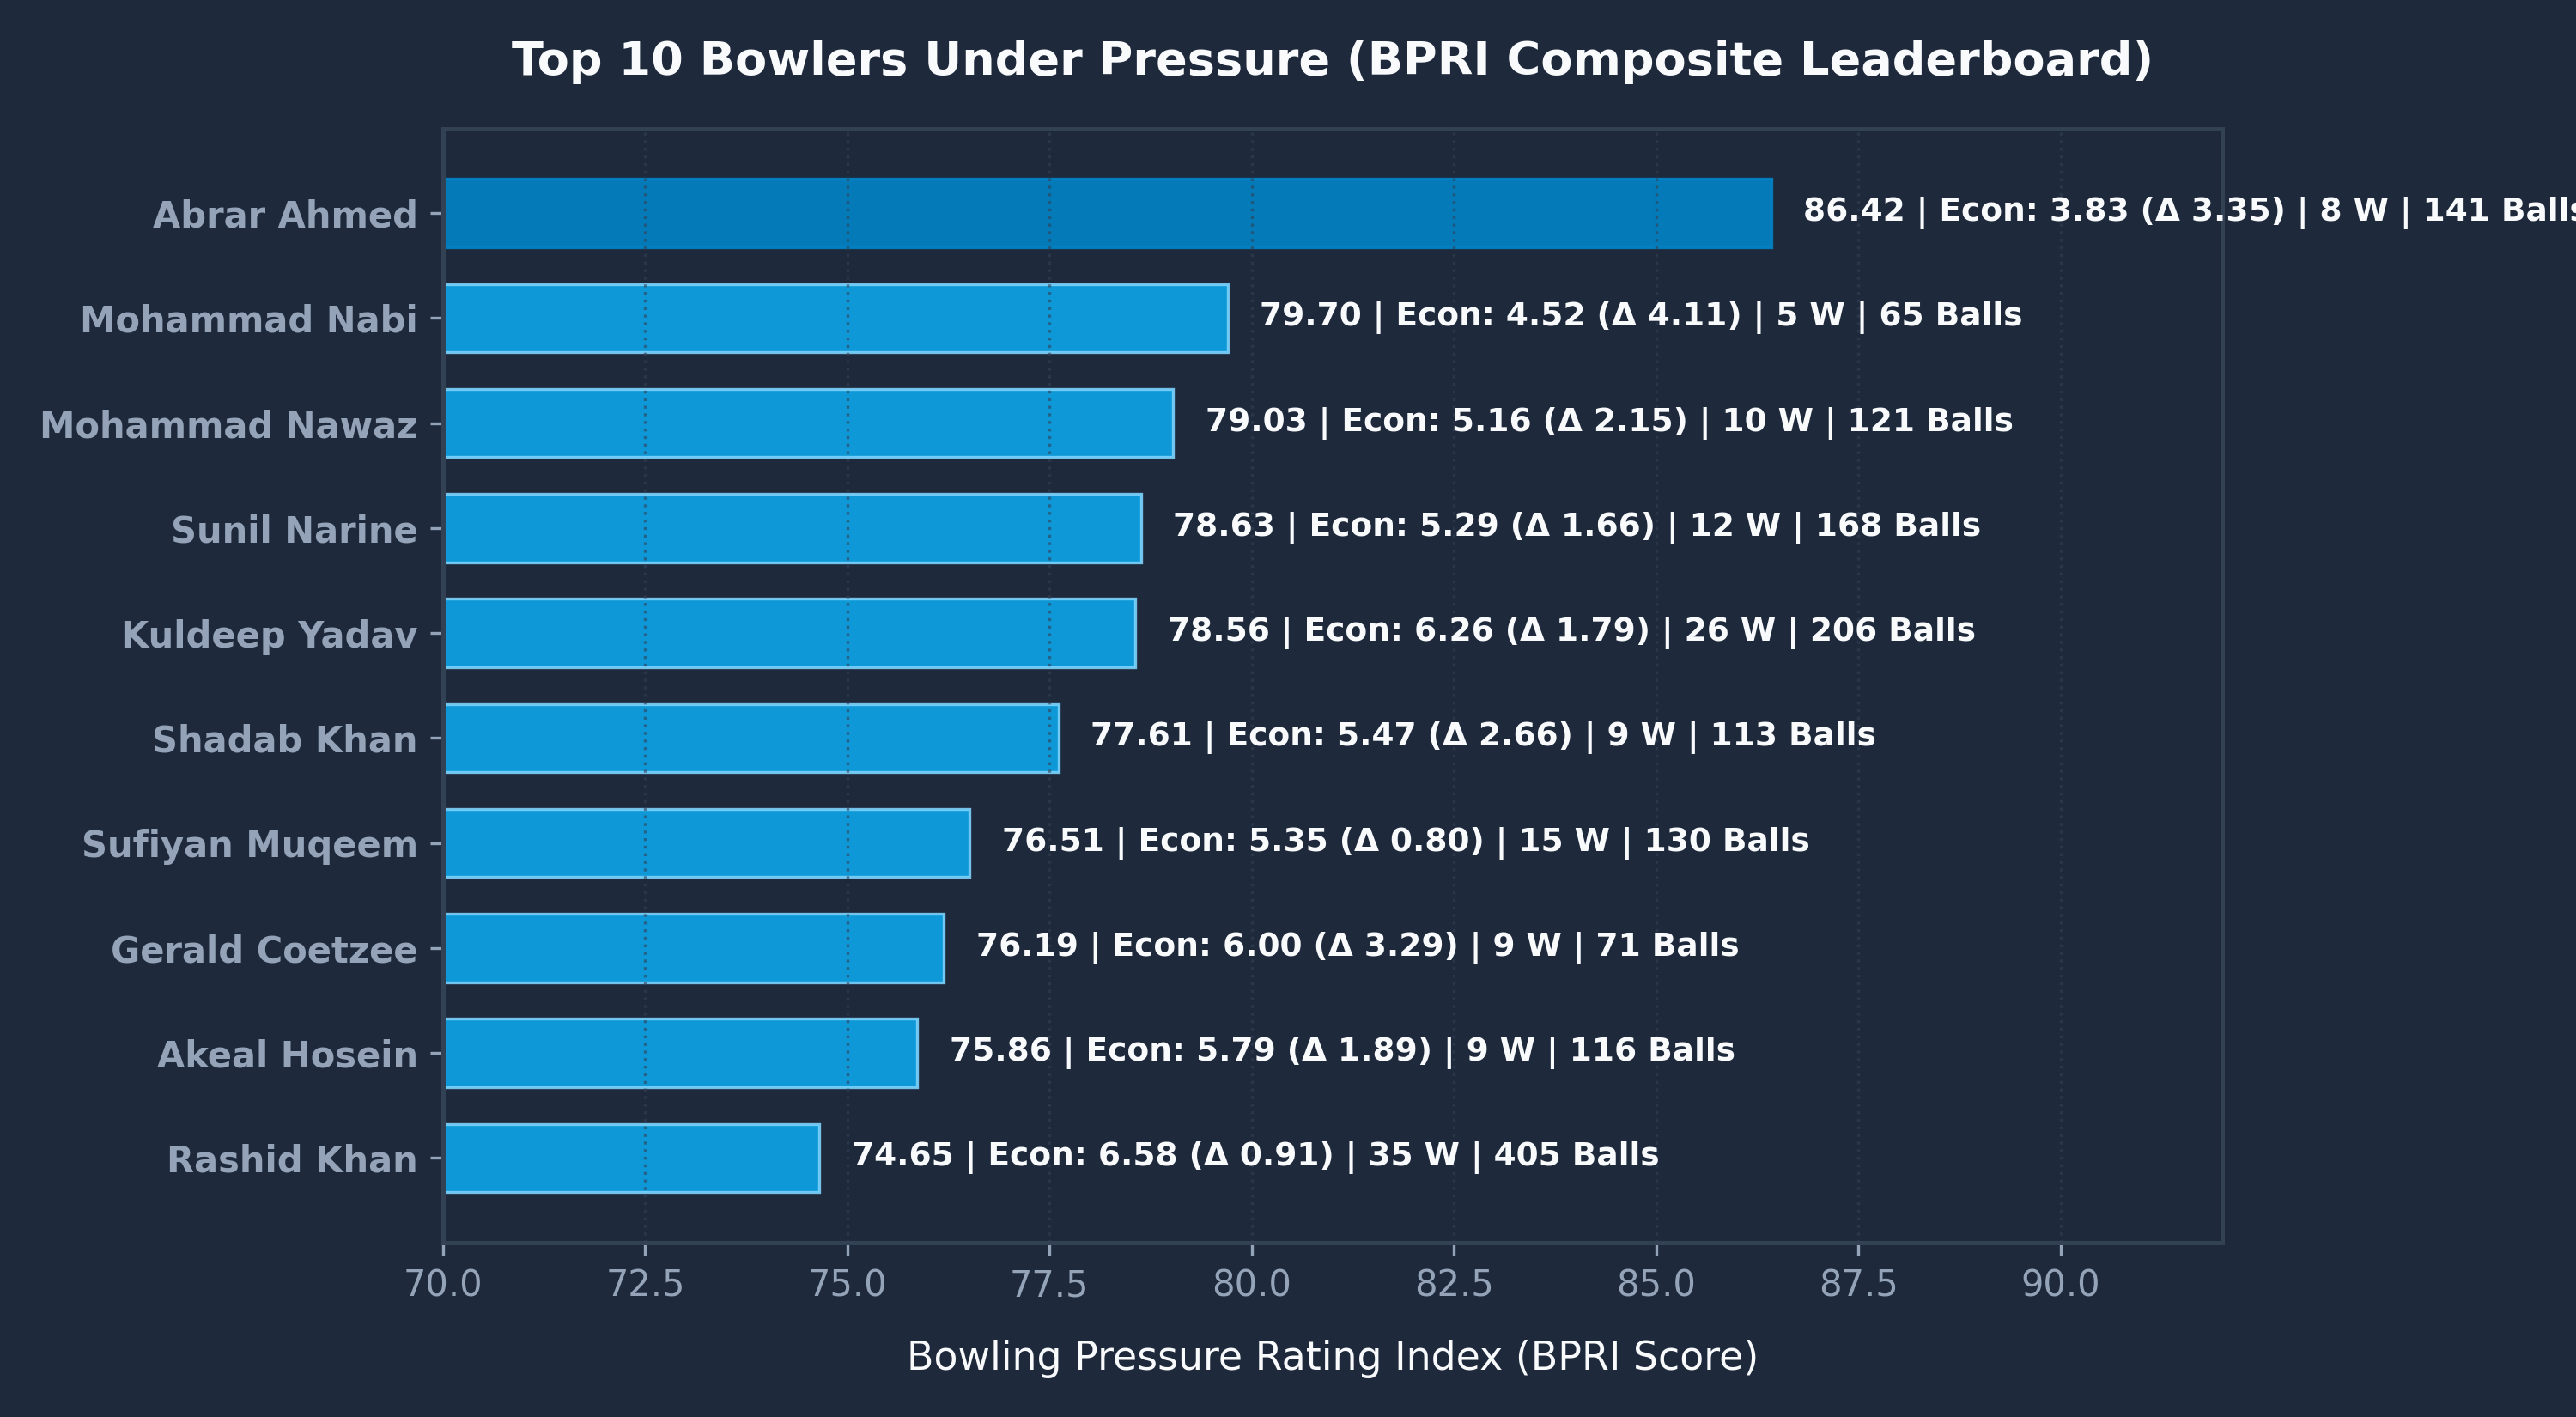 Top 10 Bowlers Under Pressure (BPRI Composite Leaderboard)
Abrar Ahmed 86.42 | Econ: 3.83 (Δ 3.35) | 8 W | 141 Balls
Mohammad Nabi 79.70 | Econ: 4.52 (Δ 4.11) | 5 W | 65 Balls
Mohammad Nawaz 79.03 | Econ: 5.16 (Δ 2.15) | 10 W | 121 Balls
Sunil Narine 78.63 | Econ: 5.29 (Δ 1.66) | 12 W | 168 Balls
Kuldeep Yadav 78.56 | Econ: 6.26 (Δ 1.79) | 26 W | 206 Balls
Shadab Khan 77.61 | Econ: 5.47 (Δ 2.66) | 9 W | 113 Balls
Sufiyan Muqeem 76.51 | Econ: 5.35 (Δ 0.80) | 15 W | 130 Balls
Gerald Coetzee 76.19 | Econ: 6.00 (Δ 3.29) | 9 W | 71 Balls
Akeal Hosein 75.86 | Econ: 5.79 (Δ 1.89) | 9 W | 116 Balls
Rashid Khan 74.65 | Econ: 6.58 (Δ 0.91) | 35 W | 405 Balls
70.0 72.5 75.0 77.5 80.0 82.5 85.0 87.5 90.0
Bowling Pressure Rating Index (BPRI Score)